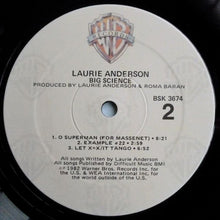 LAURIE ANDERSON
BIG SCIENCE
PRODUCED BY LAURIE ANDERSON & ROMA BARAN
BSK 3674
2
1. O SUPERMAN (FOR MASSENET) • 8:21
2. EXAMPLE #22 • 2:59
3. LET X=X/IT TANGO • 6:51
All songs Written by Laurie Anderson
All songs Published by Difficult Music BMI
© 1982 Warner Bros. Records Inc. for the
U.S. & WEA International Inc. for
the world outside of the U.S.